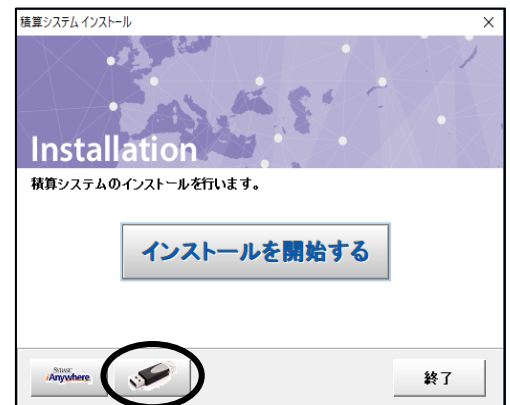 積算システム インストール
Installation
積算システムのインストールを行います。
インストールを開始する
SYBASE
iAnywhere
終了